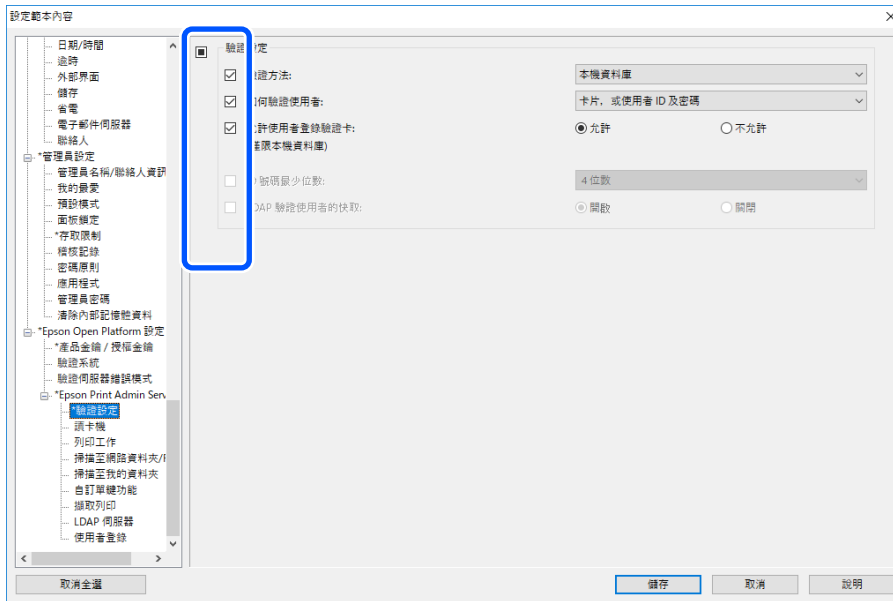 設定範本內容
日期/時間
逾時
外部界面
儲存
省電
電子郵件伺服器
聯絡人
*管理員設定
管理員名稱/聯絡人資訊
我的最愛
預設模式
面板鎖定
*存取限制
稽核記錄
密碼原則
應用程式
管理員密碼
清除內部記憶體資料
*Epson Open Platform 設定
*產品金鑰 / 授權金鑰
驗證系統
驗證伺服器錯誤模式
*Epson Print Admin Serv
*驗證設定
讀卡機
列印工作
掃描至網路資料夾/F
掃描至我的資料夾
自訂單鍵功能
擷取列印
LDAP 伺服器
使用者登錄
驗證設定
驗證方法: 本機資料庫
如何驗證使用者: 卡片，或使用者 ID 及密碼
允許使用者登錄驗證卡: 允許 不允許
(僅限本機資料庫)
號碼最少位數: 4 位數
LDAP 驗證使用者的快取: 開啟 關閉
取消全選 儲存 取消 說明